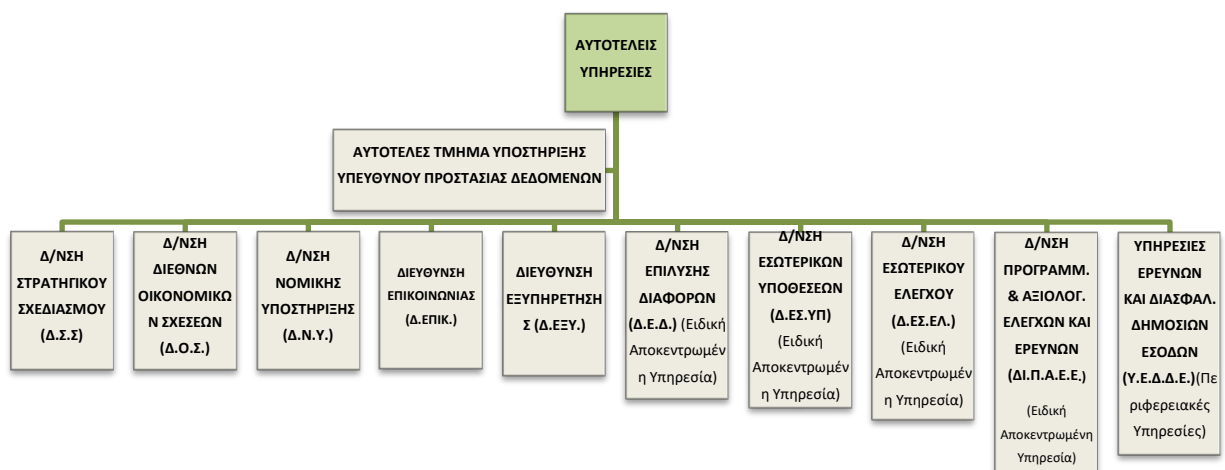 ΑΥΤΟΤΕΛΕΙΣ
ΥΠΗΡΕΣΙΕΣ
ΑΥΤΟΤΕΛΕΣ ΤΜΗΜΑ ΥΠΟΣΤΗΡΙΞΗΣ
ΥΠΕΥΘΥΝΟΥ ΠΡΟΣΤΑΣΙΑΣ ΔΕΔΟΜΕΝΩΝ
Δ/ΝΣΗ
ΣΤΡΑΤΗΓΙΚΟΥ
ΣΧΕΔΙΑΣΜΟΥ
(Δ.Σ.Σ)
Δ/ΝΣΗ
ΔΙΕΘΝΩΝ
ΟΙΚΟΝΟΜΙΚΩ
Ν ΣΧΕΣΕΩΝ
(Δ.Ο.Σ.)
Δ/ΝΣΗ
ΝΟΜΙΚΗΣ
ΥΠΟΣΤΗΡΙΞΗΣ
(Δ.Ν.Υ.)
ΔΙΕΥΘΥΝΣΗ
ΕΠΙΚΟΙΝΩΝΙΑΣ
(Δ.ΕΠΙΚ.)
ΔΙΕΥΘΥΝΣΗ
ΕΞΥΠΗΡΕΤΗΣΗ
Σ (Δ.ΕΞΥ.)
Δ/ΝΣΗ
ΕΠΙΛΥΣΗΣ
ΔΙΑΦΟΡΩΝ
(Δ.Ε.Δ.) (Ειδική
Αποκεντρωμέν
η Υπηρεσία)
Δ/ΝΣΗ
ΕΣΩΤΕΡΙΚΩΝ
ΥΠΟΘΕΣΕΩΝ
(Δ.ΕΣ.ΥΠ)
(Ειδική
Αποκεντρωμέν
η Υπηρεσία)
Δ/ΝΣΗ
ΕΣΩΤΕΡΙΚΟΥ
ΕΛΕΓΧΟΥ
(Δ.ΕΣ.ΕΛ.)
(Ειδική
Αποκεντρωμέν
η Υπηρεσία)
Δ/ΝΣΗ
ΠΡΟΓΡΑΜΜ.
& ΑΞΙΟΛΟΓ.
ΕΛΕΓΧΩΝ ΚΑΙ
ΕΡΕΥΝΩΝ
(ΔΙ.Π.Α.Ε.Ε.)
(Ειδική
Αποκεντρωμένη
Υπηρεσία)
ΥΠΗΡΕΣΙΕΣ
ΕΡΕΥΝΩΝ
ΚΑΙ ΔΙΑΣΦΑΛ.
ΔΗΜΟΣΙΩΝ
ΕΣΟΔΩΝ
(Υ.Ε.Δ.Δ.Ε.)(Πε
ριφερειακές
Υπηρεσίες)